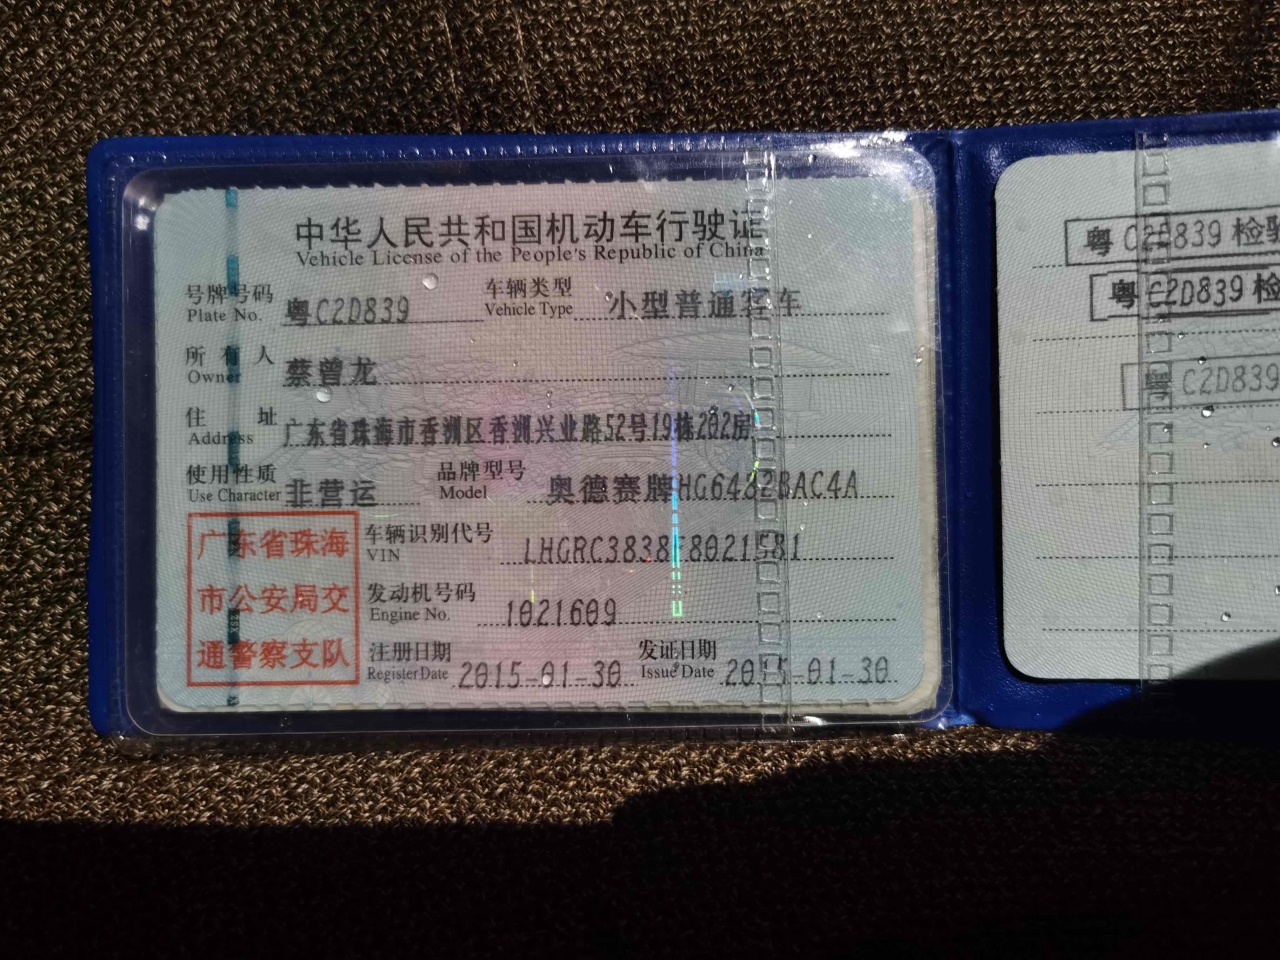 中华人民共和国机动车行驶证
Vehicle License of the People's Republic of China
号牌号码 粤C2D839 车辆类型 小型普通客车
Plate No. Vehicle Type
所有人 蔡曾龙
Owner
住址 广东省珠海市香洲区香洲兴业路52号19栋202房
Address
使用性质 非营运 品牌型号 奥德赛牌HG6482BAC4A
Use Character Model
广东省珠海
市公安局交
通警察支队
车辆识别代号 LHGRC3838F8021581
VIN
发动机号码 1021609
Engine No.
注册日期 2015-01-30 发证日期 2015-01-30
Register Date Issue Date
粤C2D839 检验
粤C2D839 检
粤C2D839